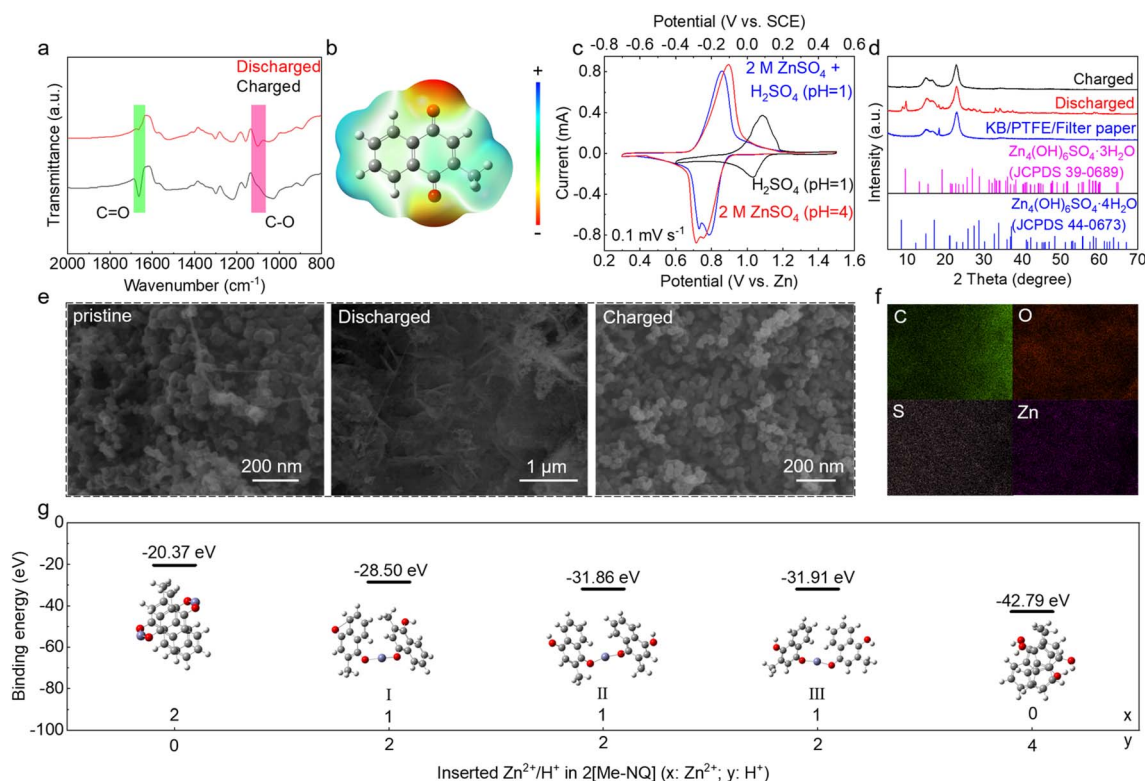 a
Discharged
Charged
C=O
C-O
Transmittance (a.u.)
2000 1800 1600 1400 1200 1000 800
Wavenumber (cm-1)
b
+
-
Potential (V vs. SCE)
-0.8 -0.6 -0.4 -0.2 0.0 0.2 0.4 0.6
c
2 M ZnSO4 +
H2SO4 (pH=1)
H2SO4 (pH=1)
2 M ZnSO4 (pH=4)
0.1 mV s-1
0.8
0.4
0.0
-0.4
-0.8
Current (mA)
0.2 0.4 0.6 0.8 1.0 1.2 1.4 1.6
Potential (V vs. Zn)
d
Charged
Discharged
KB/PTFE/Filter paper
Zn4(OH)6SO4·3H2O
(JCPDS 39-0689)
Zn4(OH)6SO4·4H2O
(JCPDS 44-0673)
Intensity (a.u.)
10 20 30 40 50 60 70
2 Theta (degree)
e
pristine
200 nm
Discharged
1 μm
Charged
200 nm
f
C
O
S
Zn
g
0
-20
-40
-60
-80
-100
Binding energy (eV)
-20.37 eV
-28.50 eV
-31.86 eV
-31.91 eV
-42.79 eV
I II III
2 1 1 1 0 x
0 2 2 2 4 y
Inserted Zn2+/H+ in 2[Me-NQ] (x: Zn2+; y: H+)